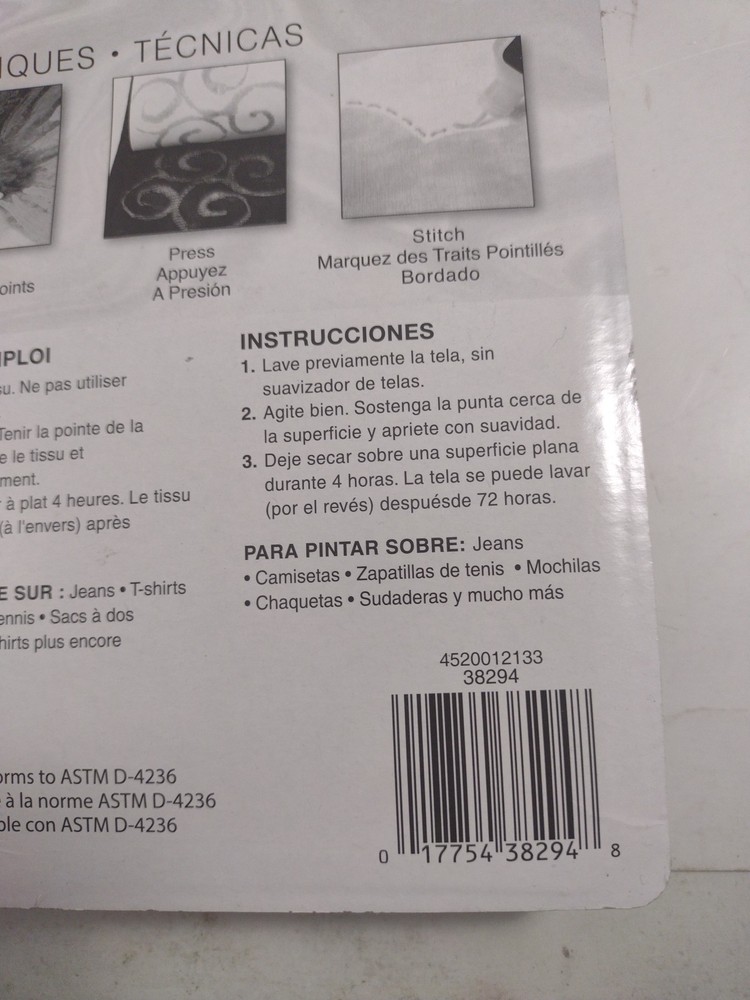 IQUES • TÉCNICAS
Press
Appuyez
A Presión
Stitch
Marquez des Traits Pointillés
Bordado
oints
MPLOI
su. Ne pas utiliser
Tenir la pointe de la
e le tissu et
ment.
à plat 4 heures. Le tissu
(à l'envers) après
E SUR : Jeans • T-shirts
ennis • Sacs à dos
hirts plus encore
INSTRUCCIONES
1. Lave previamente la tela, sin
suavizador de telas.
2. Agite bien. Sostenga la punta cerca de
la superficie y apriete con suavidad.
3. Deje secar sobre una superficie plana
durante 4 horas. La tela se puede lavar
(por el revés) despuésde 72 horas.
PARA PINTAR SOBRE: Jeans
• Camisetas • Zapatillas de tenis • Mochilas
• Chaquetas • Sudaderas y mucho más
orms to ASTM D-4236
à la norme ASTM D-4236
ble con ASTM D-4236
4520012133
38294
0 17754 38294 8